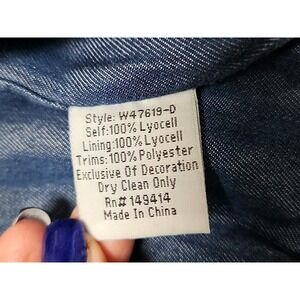 Style: W47619-D
Self:100% Lyocell
Lining:100% Lyocell
Trims:100% Polyester
Exclusive Of Decoration
Dry Clean Only
Rn# 149414
Made In China